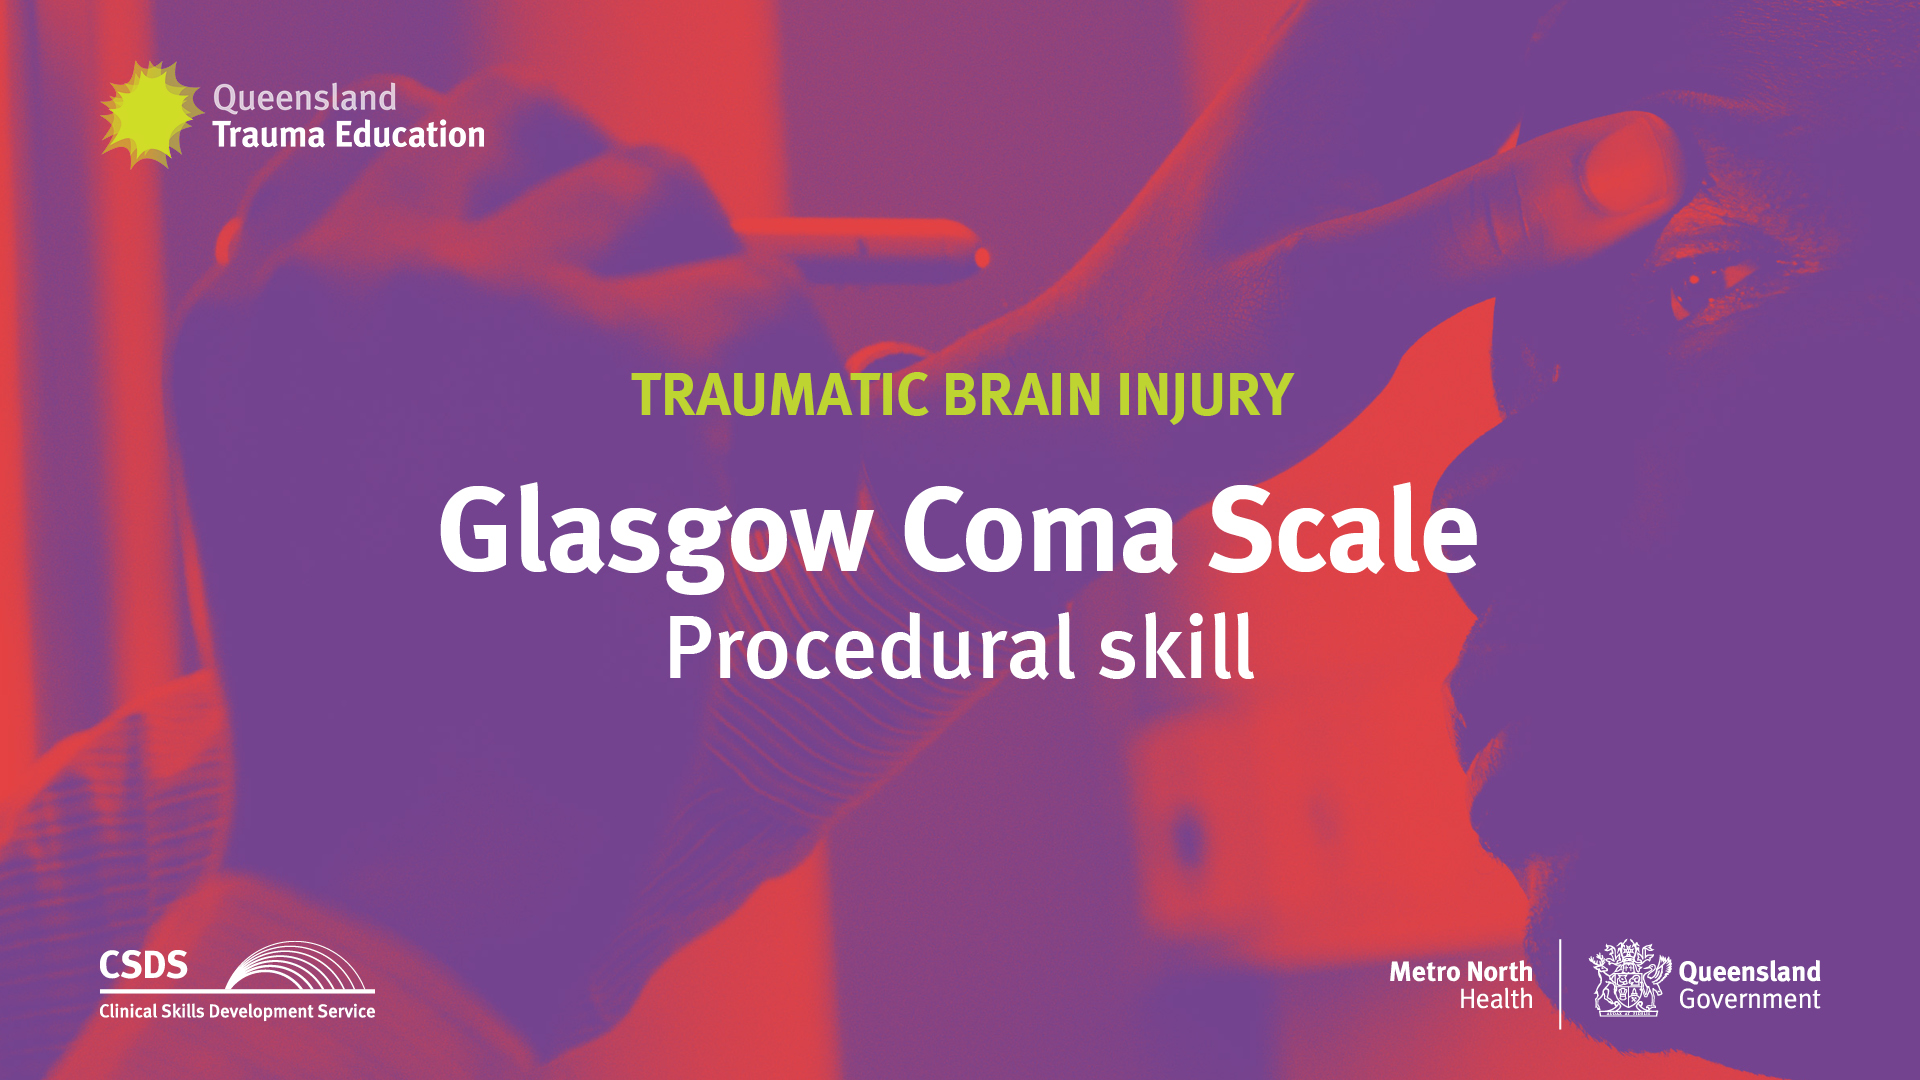 Queensland
Trauma Education
TRAUMATIC BRAIN INJURY
Glasgow Coma Scale
Procedural skill
CSDS
Clinical Skills Development Service
Metro North
Health
Queensland
Government